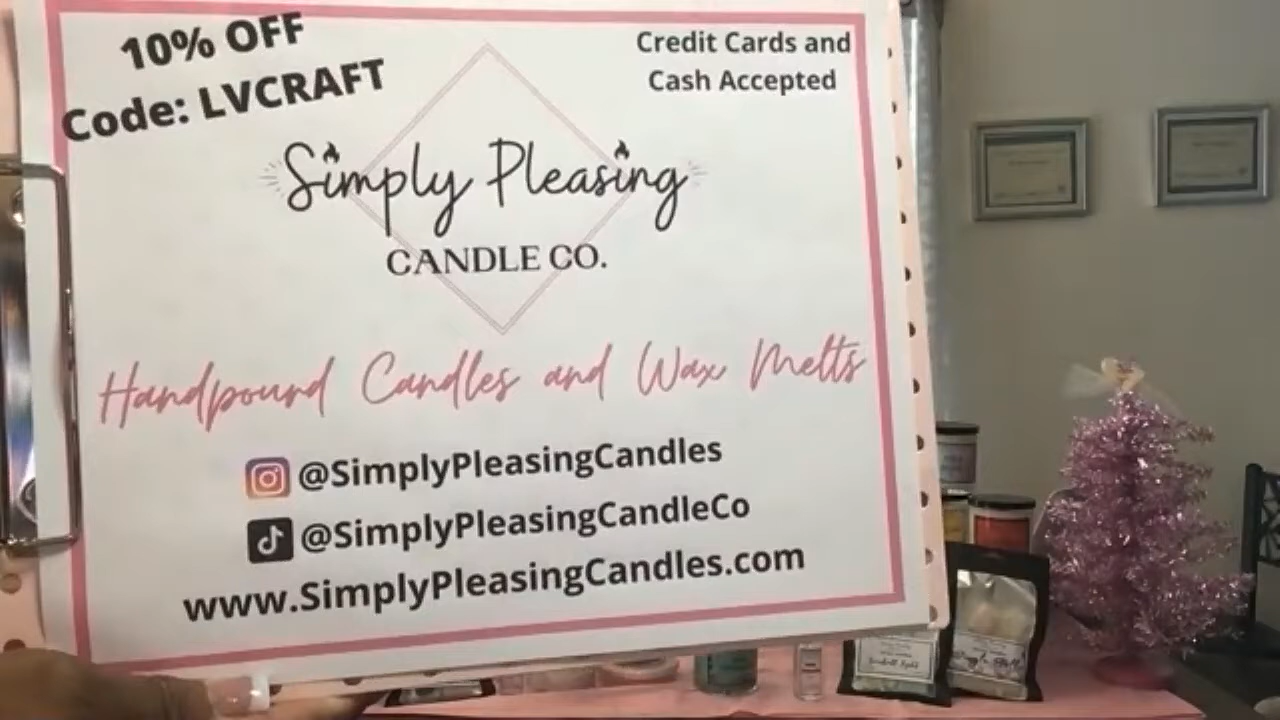 10% OFF
Code: LVCRAFT
Credit Cards and
Cash Accepted
Simply Pleasing
CANDLE CO.
Handpourd Candles and Wax Melts
@SimplyPleasingCandles
@SimplyPleasingCandleCo
www.SimplyPleasingCandles.com